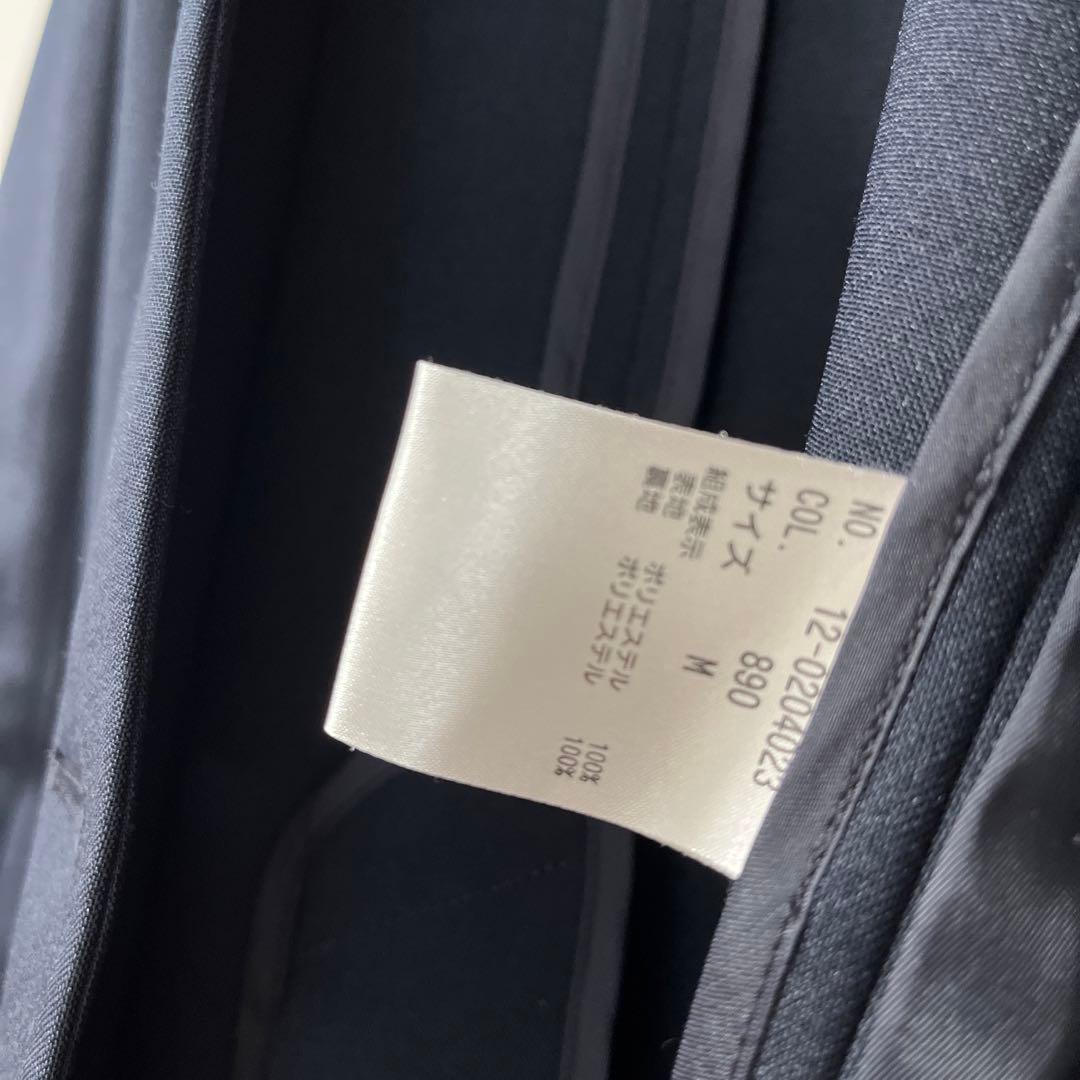 NO. 12-0204023
COL. 890
サイズ M
組成表示
表地 ポリエステル 100%
裏地 ポリエステル 100%